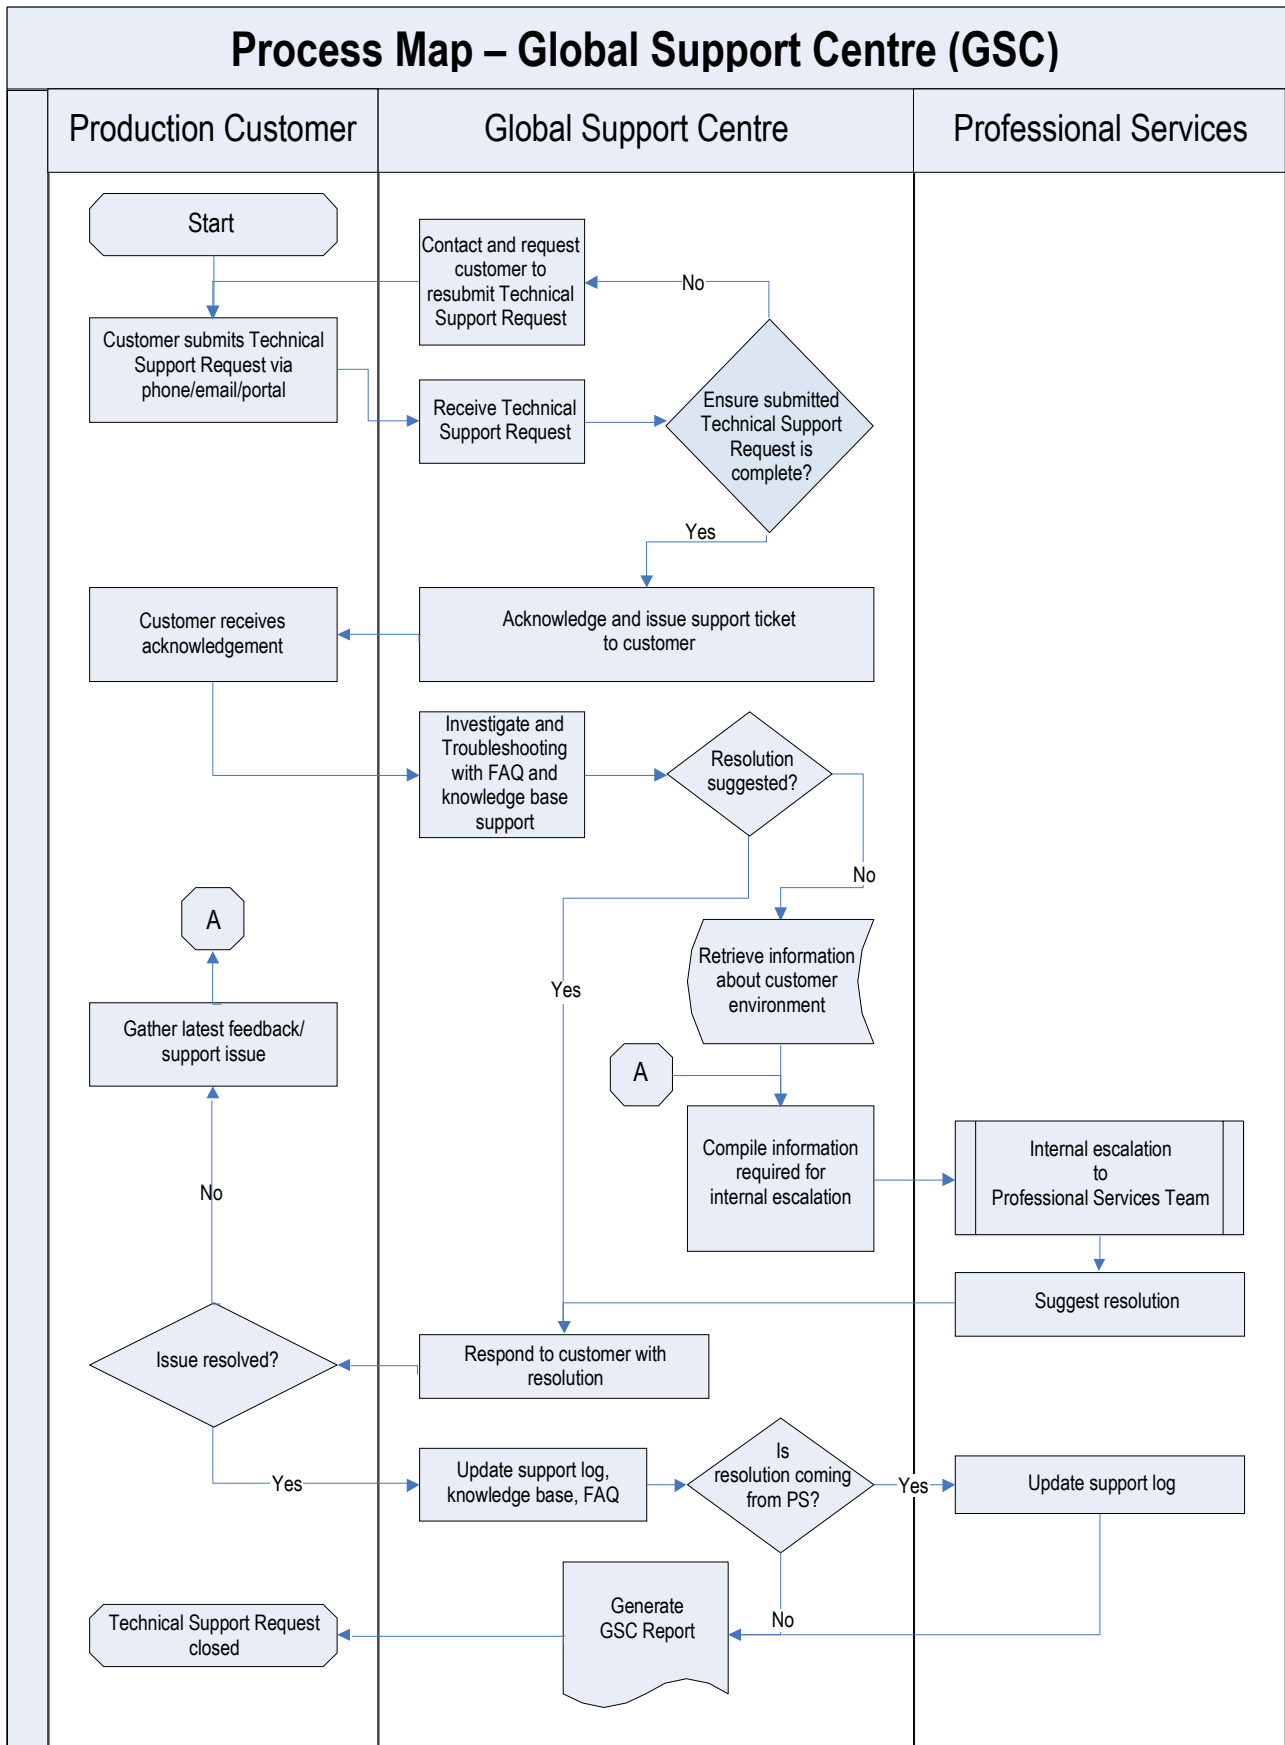 Process Map – Global Support Centre (GSC)
Production Customer
Global Support Centre
Professional Services
Start
Contact and request
customer to
resubmit Technical
Support Request
No
Customer submits Technical
Support Request via
phone/email/portal
Receive Technical
Support Request
Ensure submitted
Technical Support
Request is
complete?
Yes
Customer receives
acknowledgement
Acknowledge and issue support ticket
to customer
Investigate and
Troubleshooting
with FAQ and
knowledge base
support
Resolution
suggested?
No
A
Retrieve information
about customer
environment
Yes
Gather latest feedback/
support issue
A
Compile information
required for
internal escalation
Internal escalation
to
Professional Services Team
No
Suggest resolution
Issue resolved?
Respond to customer with
resolution
Yes
Update support log,
knowledge base, FAQ
Is
resolution coming
from PS?
Yes
Update support log
Generate
GSC Report
No
Technical Support Request
closed